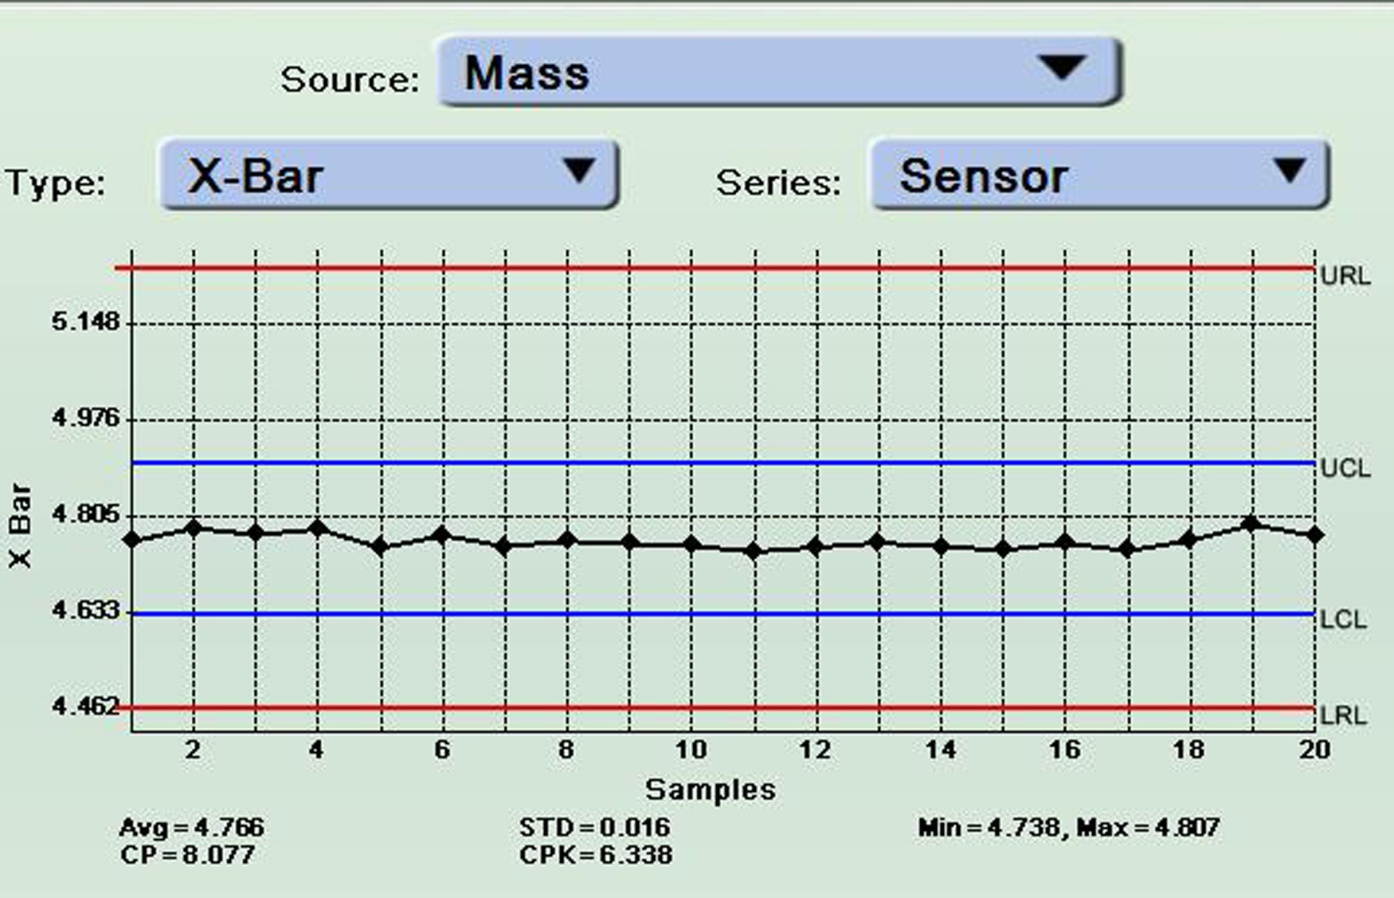 Source: Mass
Type: X-Bar Series: Sensor
URL
5.148
4.976
UCL
4.805
X Bar
4.633
LCL
4.462
LRL
2 4 6 8 10 12 14 16 18 20
Samples
Avg=4.766 STD=0.016 Min=4.738, Max=4.807
CP=8.077 CPK=6.338